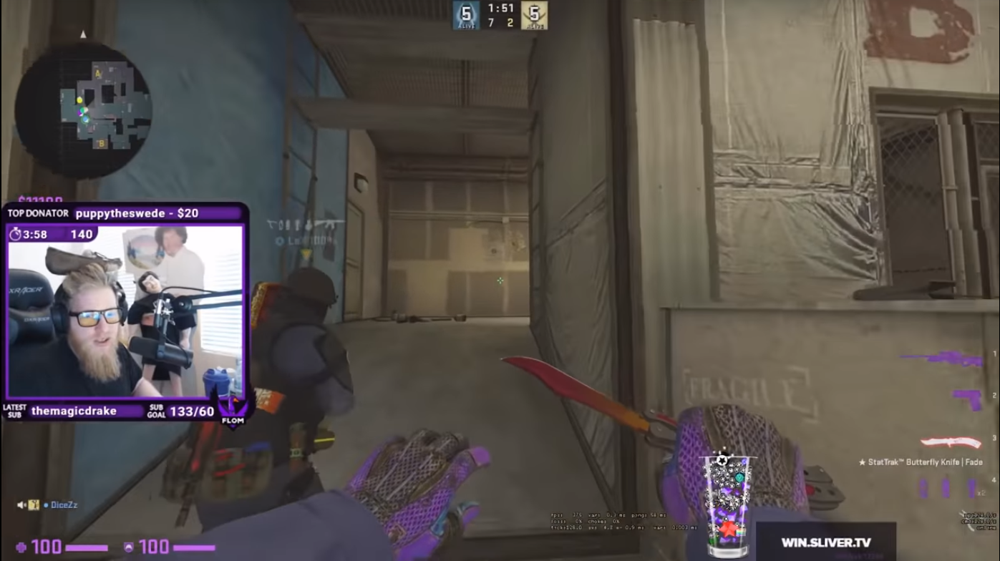 5 1:51 5
ALIVE 7 2 ALIVE
A
B
B
TOP DONATOR puppytheswede - $20
3:58 140
XRACER
LATEST SUB themagicdrake SUB GOAL 133/60
FLOM
FRAGILE
1
2
3
★ StatTrak™ Butterfly Knife | Fade
4
x2
DiceZz
100 100
WIN.SLIVER.TV